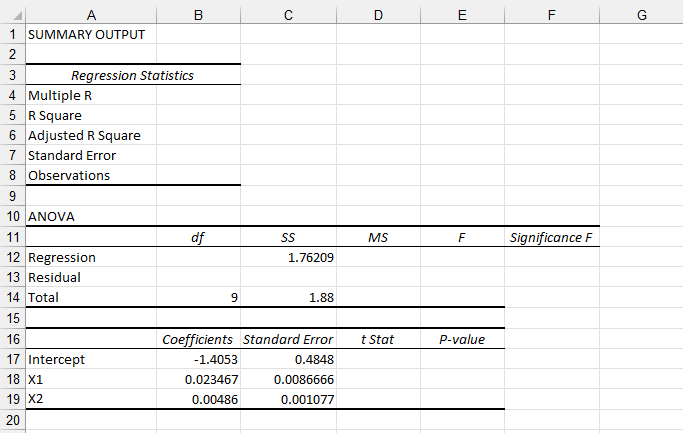 A B C D E F G
1 SUMMARY OUTPUT
2
3 Regression Statistics
4 Multiple R
5 R Square
6 Adjusted R Square
7 Standard Error
8 Observations
9
10 ANOVA
11 df SS MS F Significance F
12 Regression 1.76209
13 Residual
14 Total 9 1.88
15
16 Coefficients Standard Error t Stat P-value
17 Intercept -1.4053 0.4848
18 X1 0.023467 0.0086666
19 X2 0.00486 0.001077
20